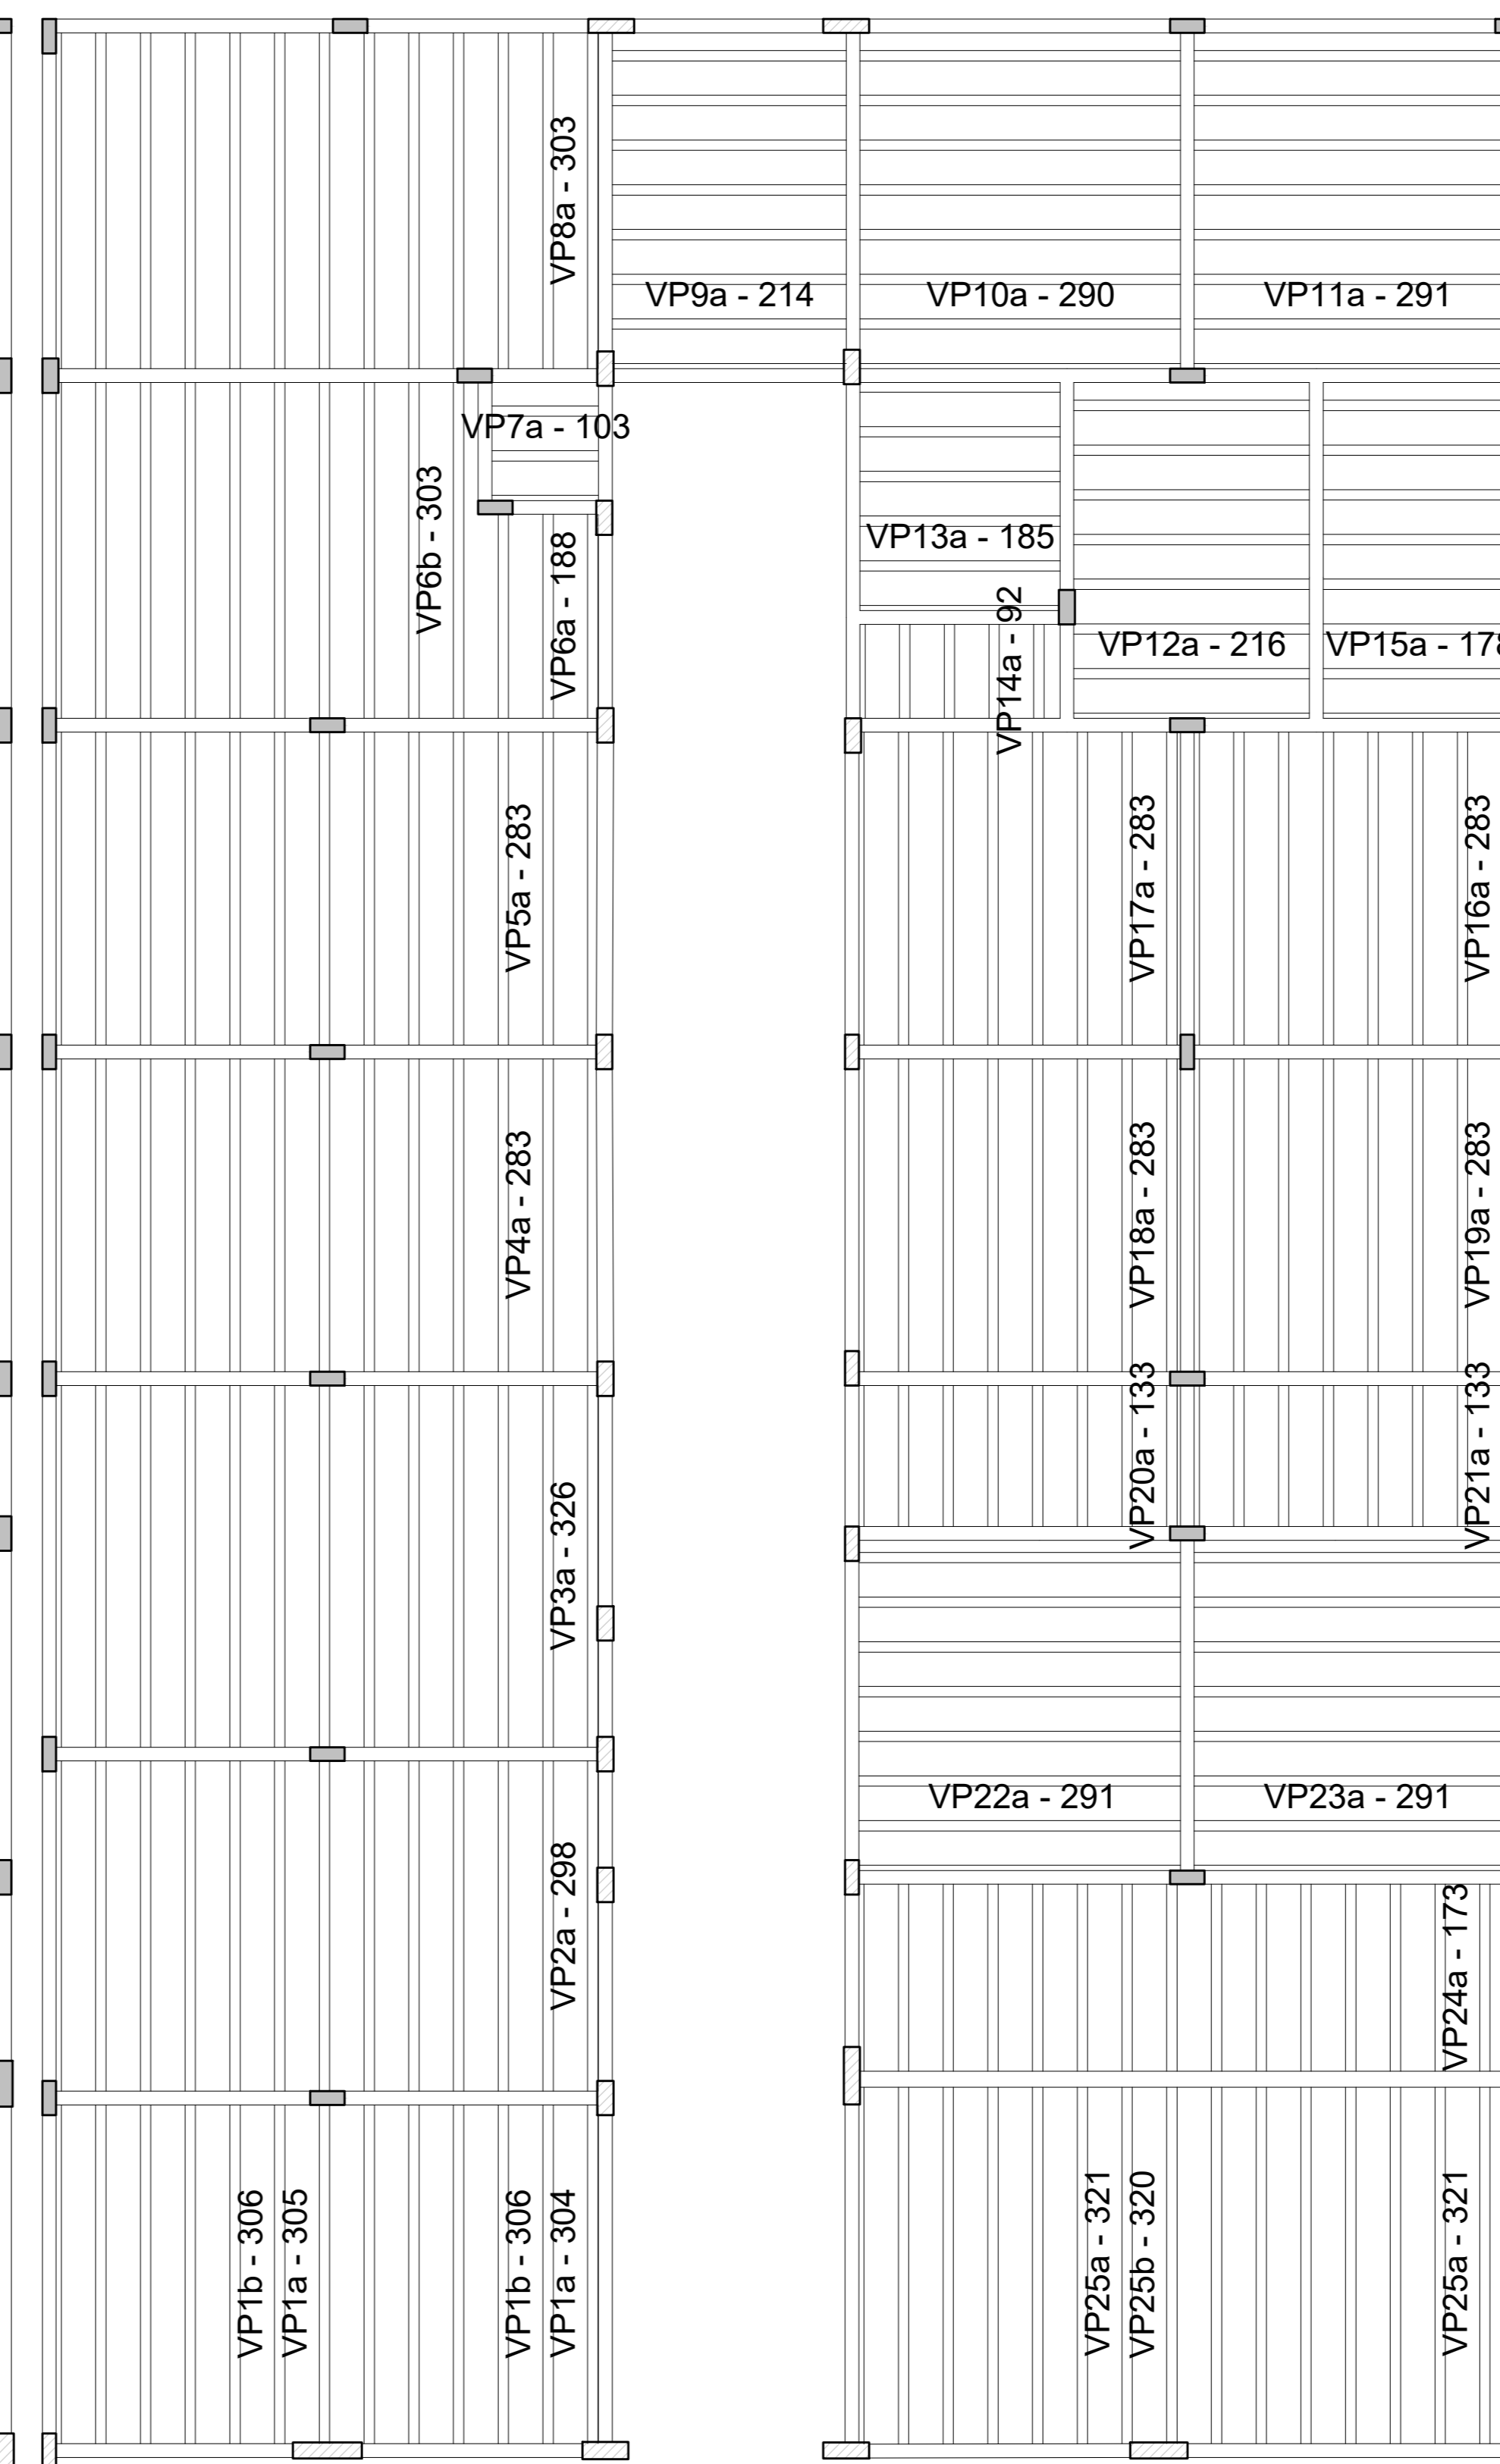 VP8a - 303
VP9a - 214
VP10a - 290
VP11a - 291
VP7a - 103
VP6b - 303
VP6a - 188
VP13a - 185
VP14a - 92
VP12a - 216
VP15a - 178
VP5a - 283
VP17a - 283
VP16a - 283
VP4a - 283
VP18a - 283
VP19a - 283
VP20a - 133
VP21a - 133
VP3a - 326
VP22a - 291
VP23a - 291
VP2a - 298
VP24a - 173
VP1b - 306
VP1a - 305
VP1b - 306
VP1a - 304
VP25a - 321
VP25b - 320
VP25a - 321